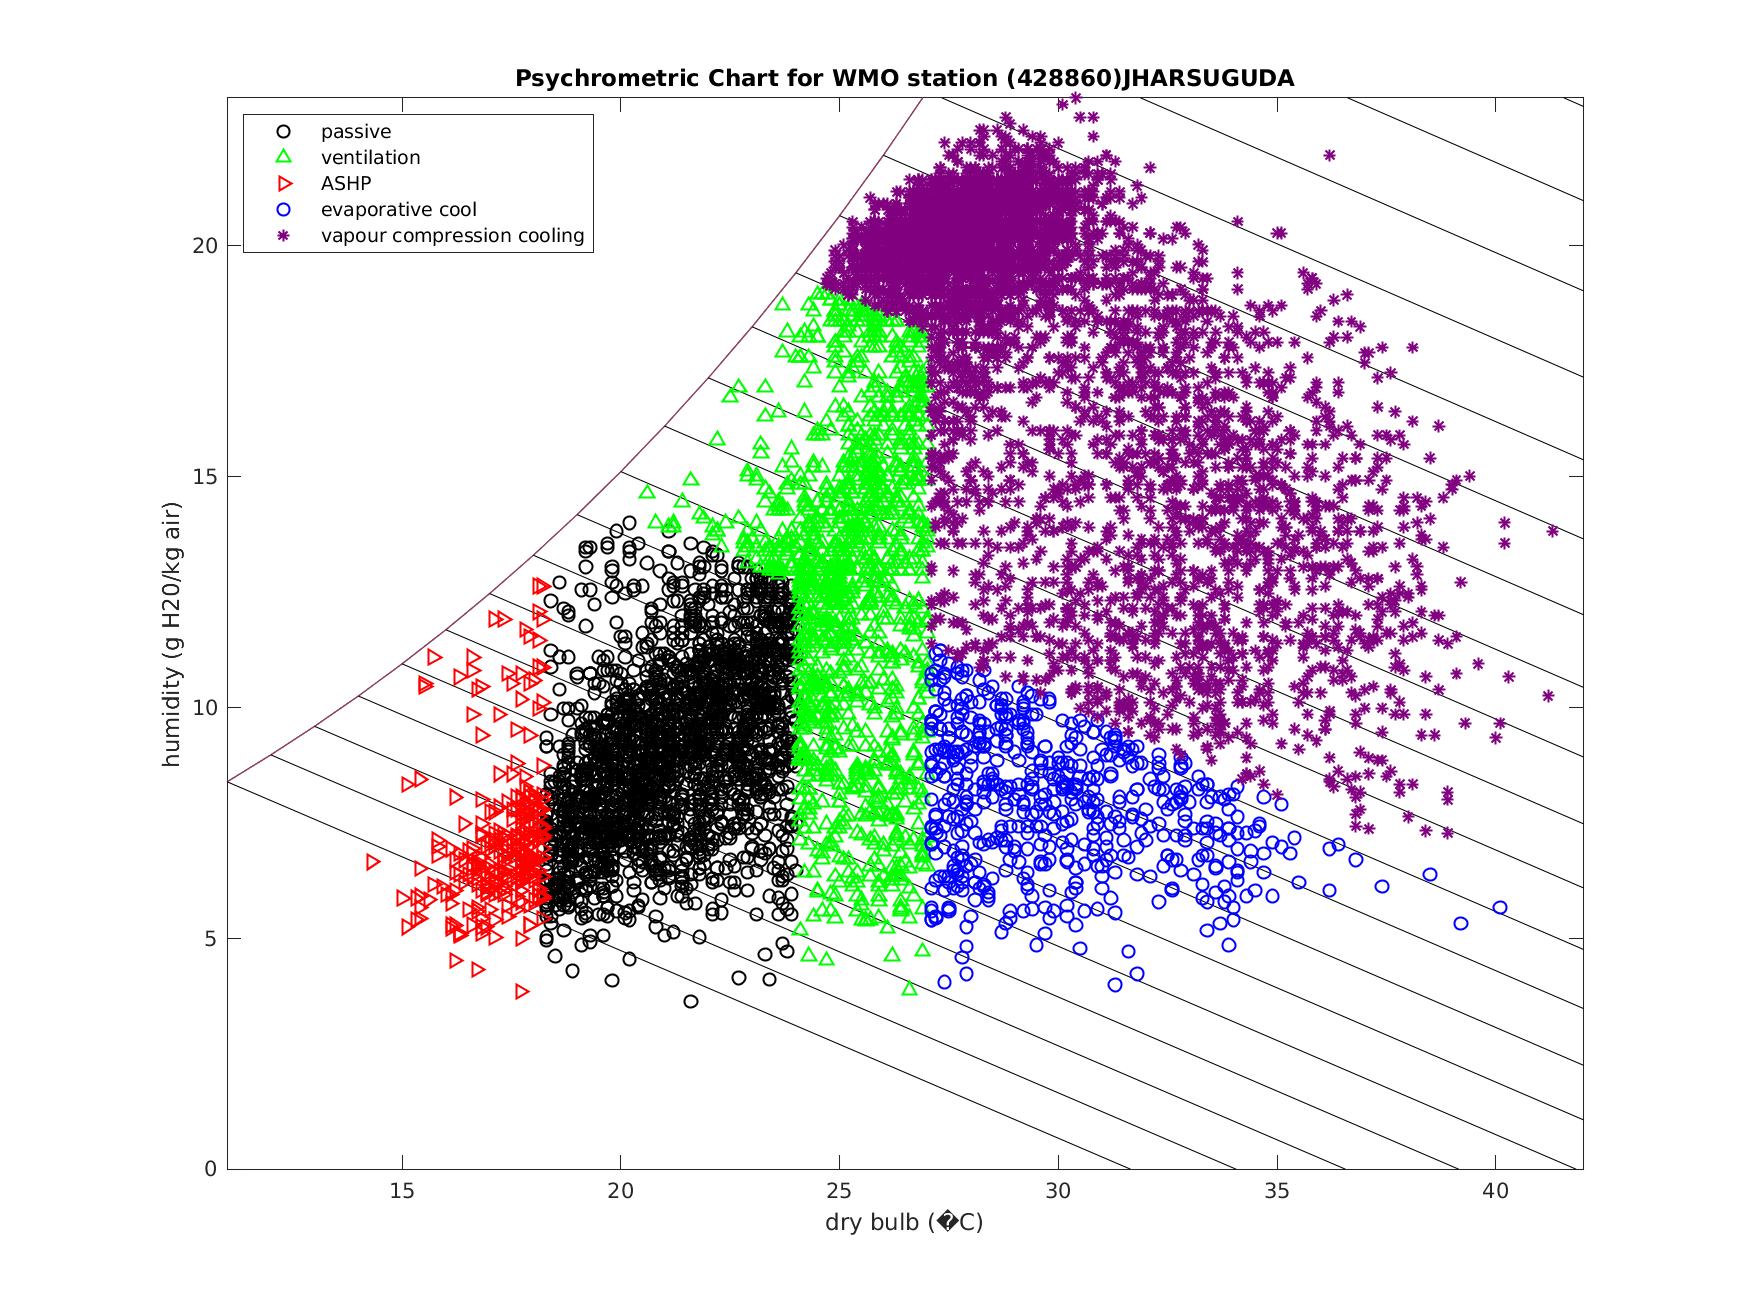 Psychrometric Chart for WMO station (428860)JHARSUGUDA
passive
ventilation
ASHP
evaporative cool
vapour compression cooling
20
15
10
5
0
humidity (g H20/kg air)
15 20 25 30 35 40
dry bulb (�C)